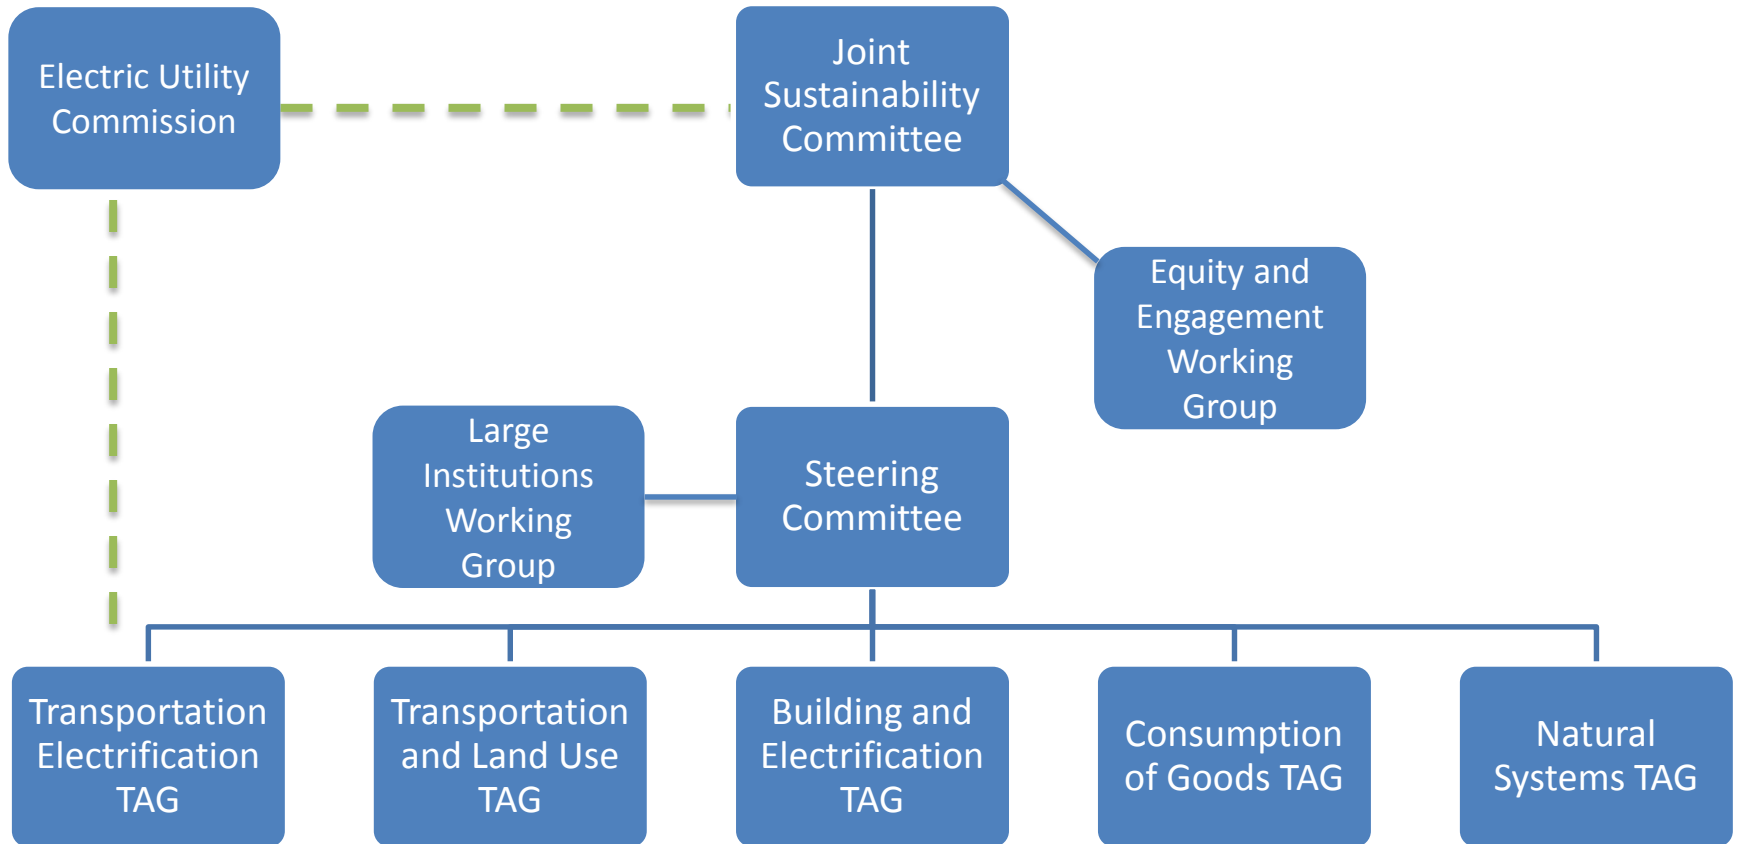 Electric Utility
Commission
Joint
Sustainability
Committee
Equity and
Engagement
Working
Group
Large
Institutions
Working
Group
Steering
Committee
Transportation
Electrification
TAG
Transportation
and Land Use
TAG
Building and
Electrification
TAG
Consumption
of Goods TAG
Natural
Systems TAG